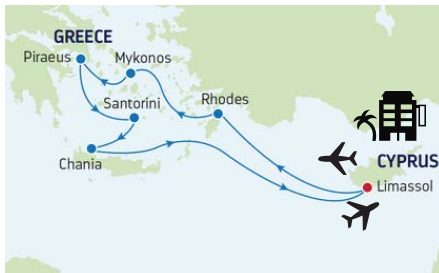 GREECE
Piraeus
Mykonos
Santorini
Rhodes
Chania
CYPRUS
Limassol